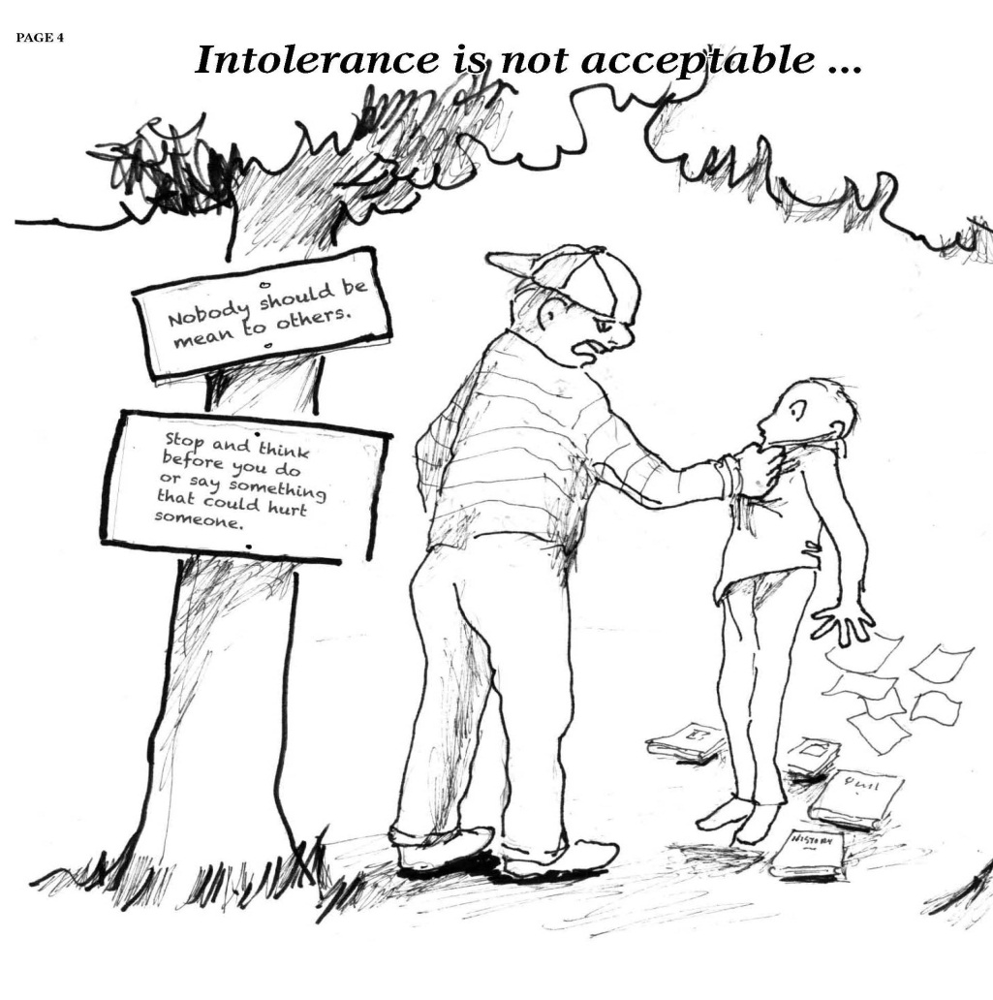 PAGE 4
Intolerance is not acceptable ...
Nobody should be
mean to others.
Stop and think
before you do
or say something
that could hurt
someone.
HISTORY